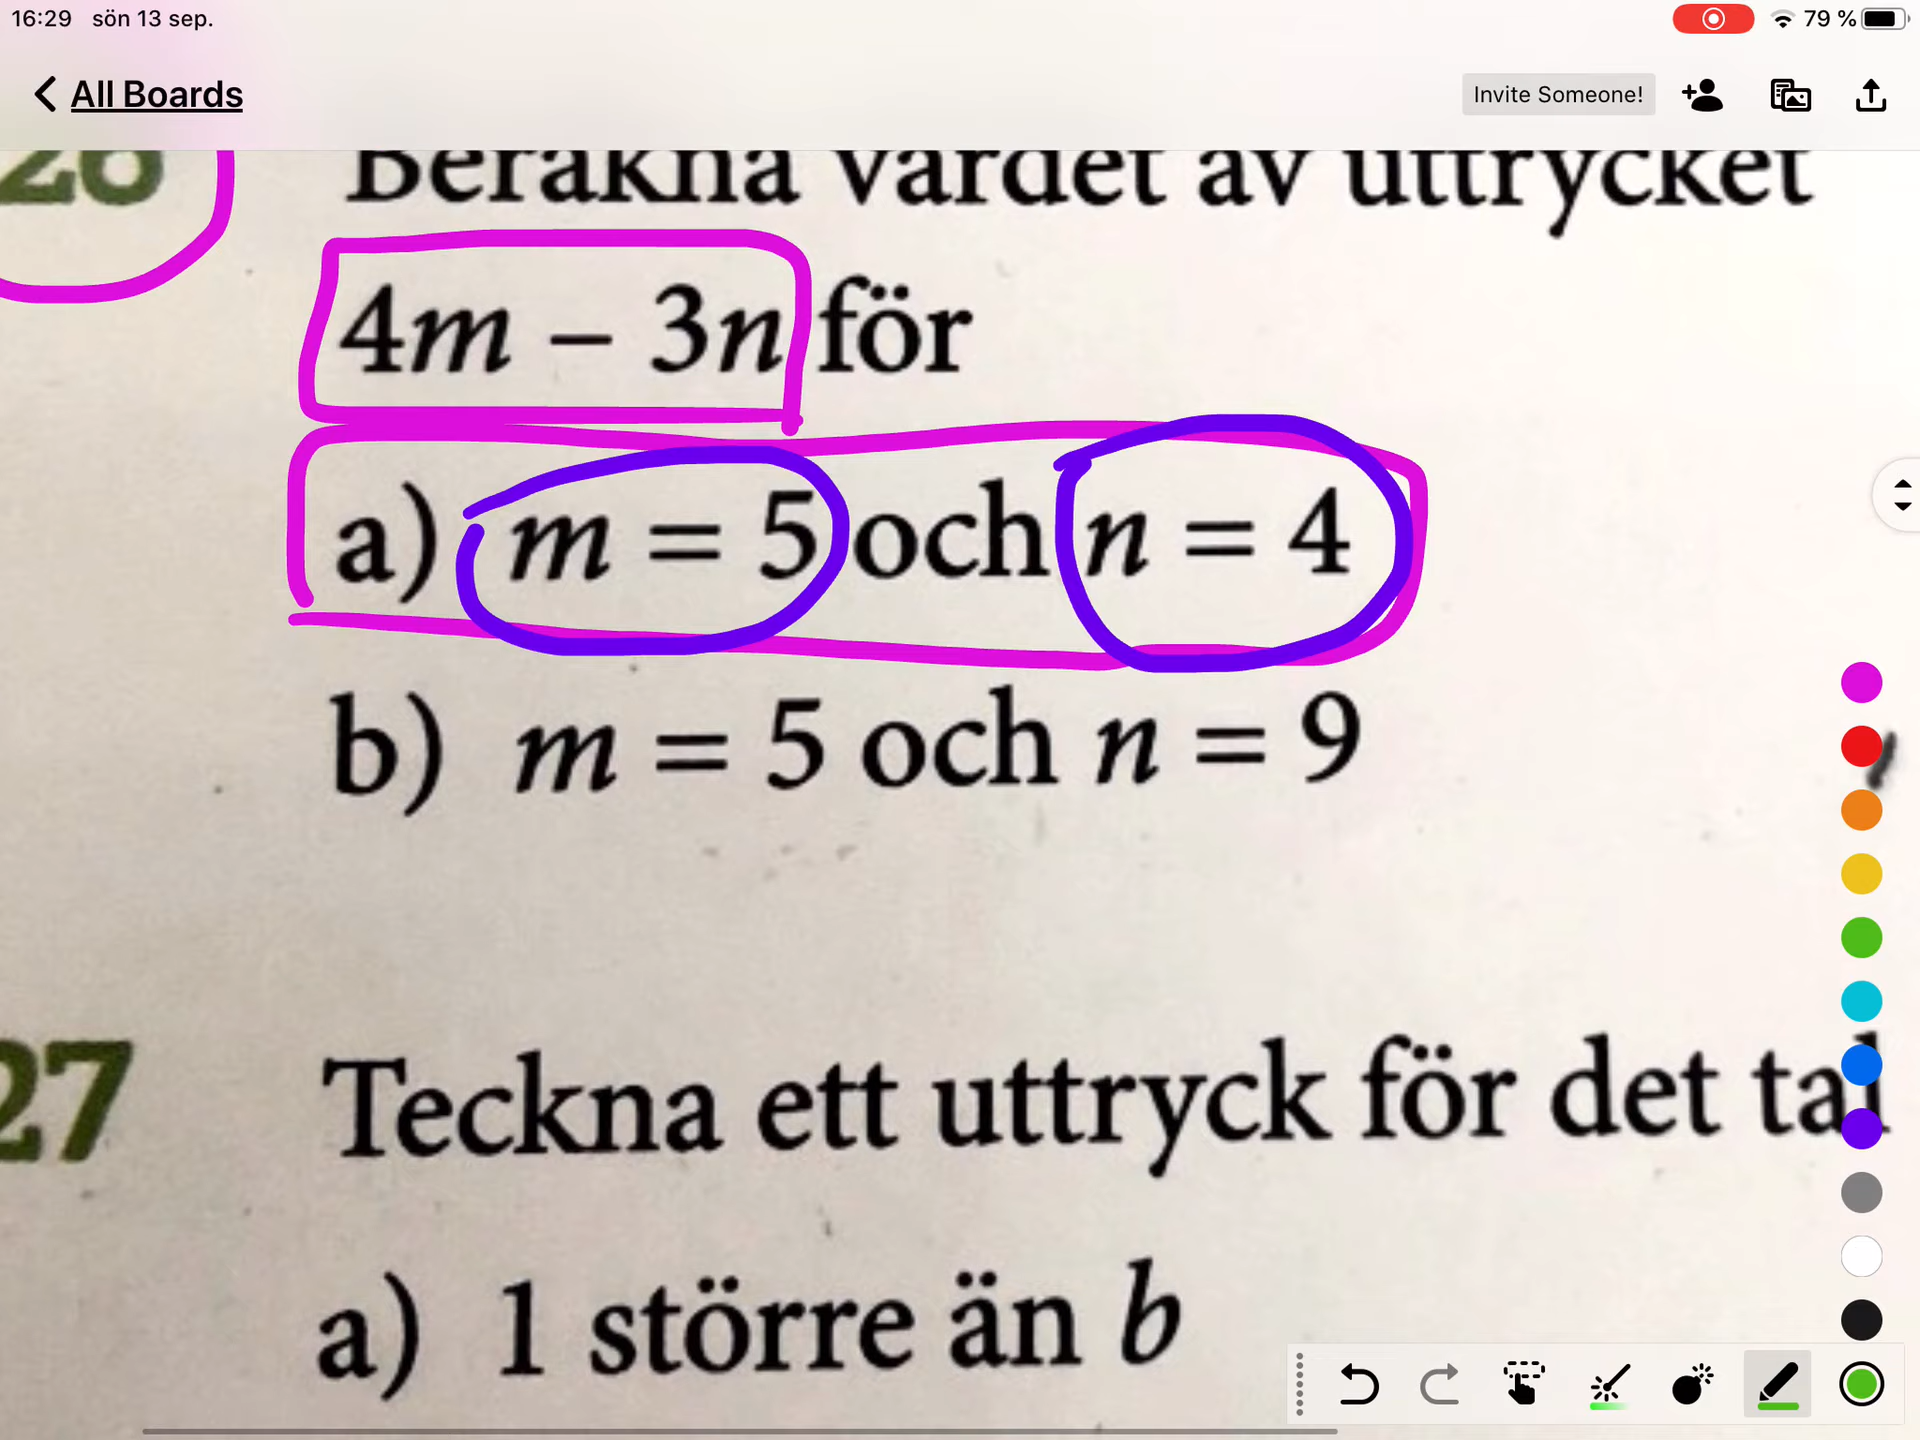 16:29 sön 13 sep.
79 %
All Boards
Invite Someone!
26 Beräkna värdet av uttrycket
4m – 3n för
a) m = 5 och n = 4
b) m = 5 och n = 9
27 Teckna ett uttryck för det tal
a) 1 större än b